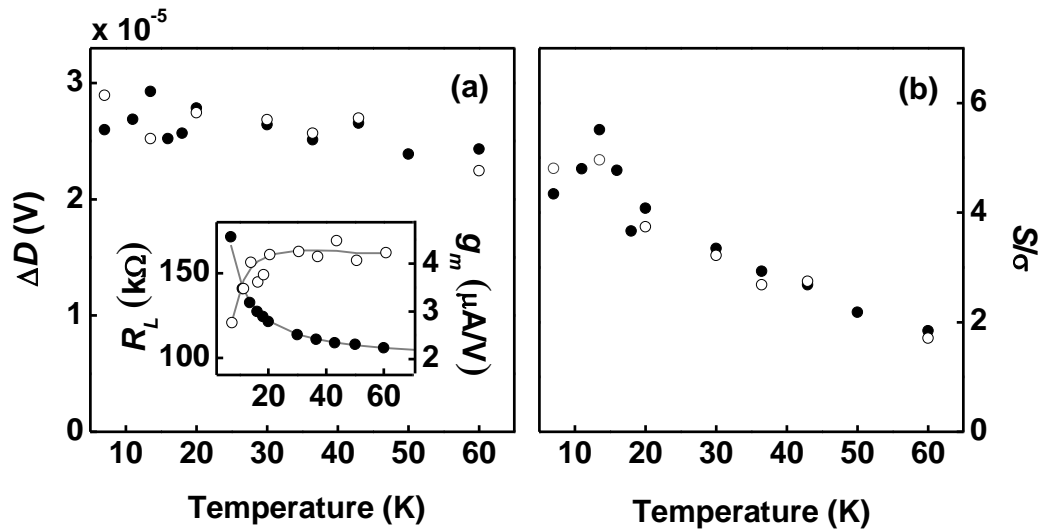 x 10⁻⁵
(a)
3
2
1
0
ΔD (V)
10 20 30 40 50 60
Temperature (K)
150
100
R_L (kΩ)
4
3
2
g_m (μA/V)
20 40 60
(b)
6
4
2
0
S/σ
10 20 30 40 50 60
Temperature (K)